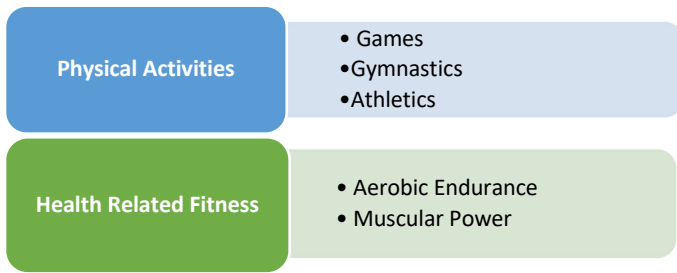 Physical Activities
• Games
•Gymnastics
•Athletics
Health Related Fitness
• Aerobic Endurance
• Muscular Power